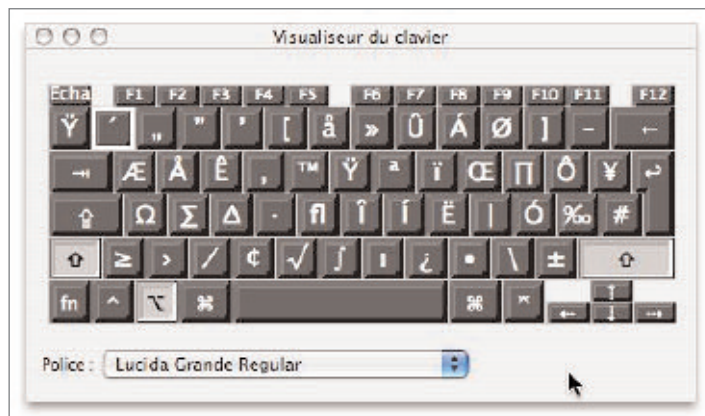 Visualiseur du clavier
Echa F1 F2 F3 F4 F5 F6 F7 F8 F9 F10 F11 F12
Ÿ ´ „ ” ’ [ å » Û Á Ø ] – ←
⇥ Æ Å Ê ‚ ™ Ÿ ª ï Œ ∏ Ô ¥ ↩
⇪ Ω ∑ ∆ · fl Î Í Ë | Ó ‰ #
⇧ ≥ › ⁄ ¢ √ ∫ ı ¿ • \ ± ⇧
fn ^ ⌥ ⌘ ⌘ ⌤ ← ↑ ↓ →
Police : Lucida Grande Regular